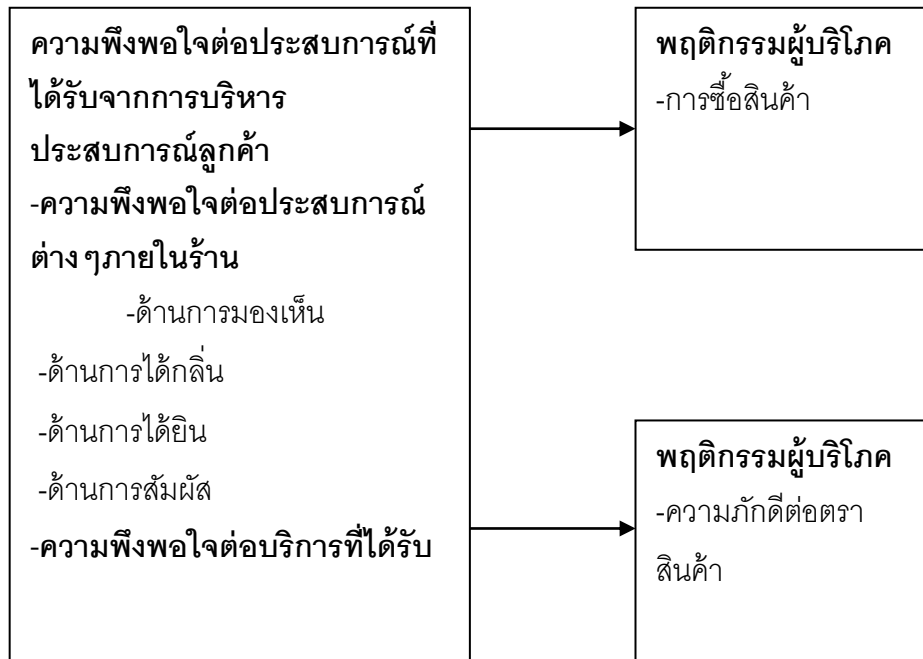 ความพึงพอใจต่อประสบการณ์ที่
ได้รับจากการบริหาร
ประสบการณ์ลูกค้า
-ความพึงพอใจต่อประสบการณ์
ต่างๆภายในร้าน
-ด้านการมองเห็น
-ด้านการได้กลิ่น
-ด้านการได้ยิน
-ด้านการสัมผัส
-ความพึงพอใจต่อบริการที่ได้รับ
พฤติกรรมผู้บริโภค
-การซื้อสินค้า
พฤติกรรมผู้บริโภค
-ความภักดีต่อตรา
สินค้า